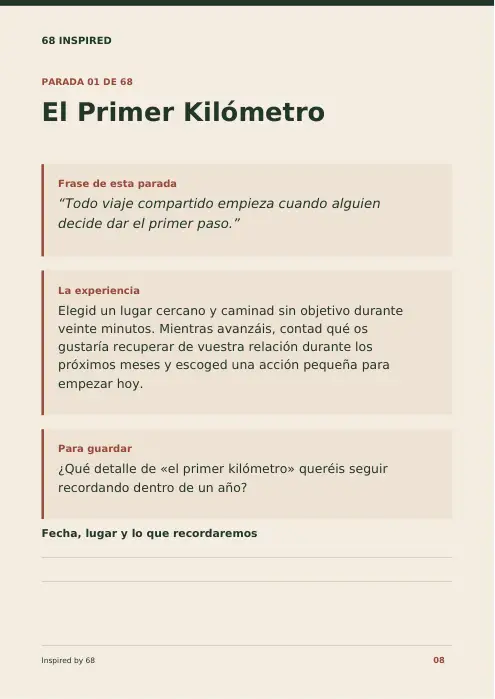 68 INSPIRED
PARADA 01 DE 68
El Primer Kilómetro
Frase de esta parada
“Todo viaje compartido empieza cuando alguien
decide dar el primer paso.”
La experiencia
Elegid un lugar cercano y caminad sin objetivo durante
veinte minutos. Mientras avanzáis, contad qué os
gustaría recuperar de vuestra relación durante los
próximos meses y escoged una acción pequeña para
empezar hoy.
Para guardar
¿Qué detalle de «el primer kilómetro» queréis seguir
recordando dentro de un año?
Fecha, lugar y lo que recordaremos
Inspired by 68
08